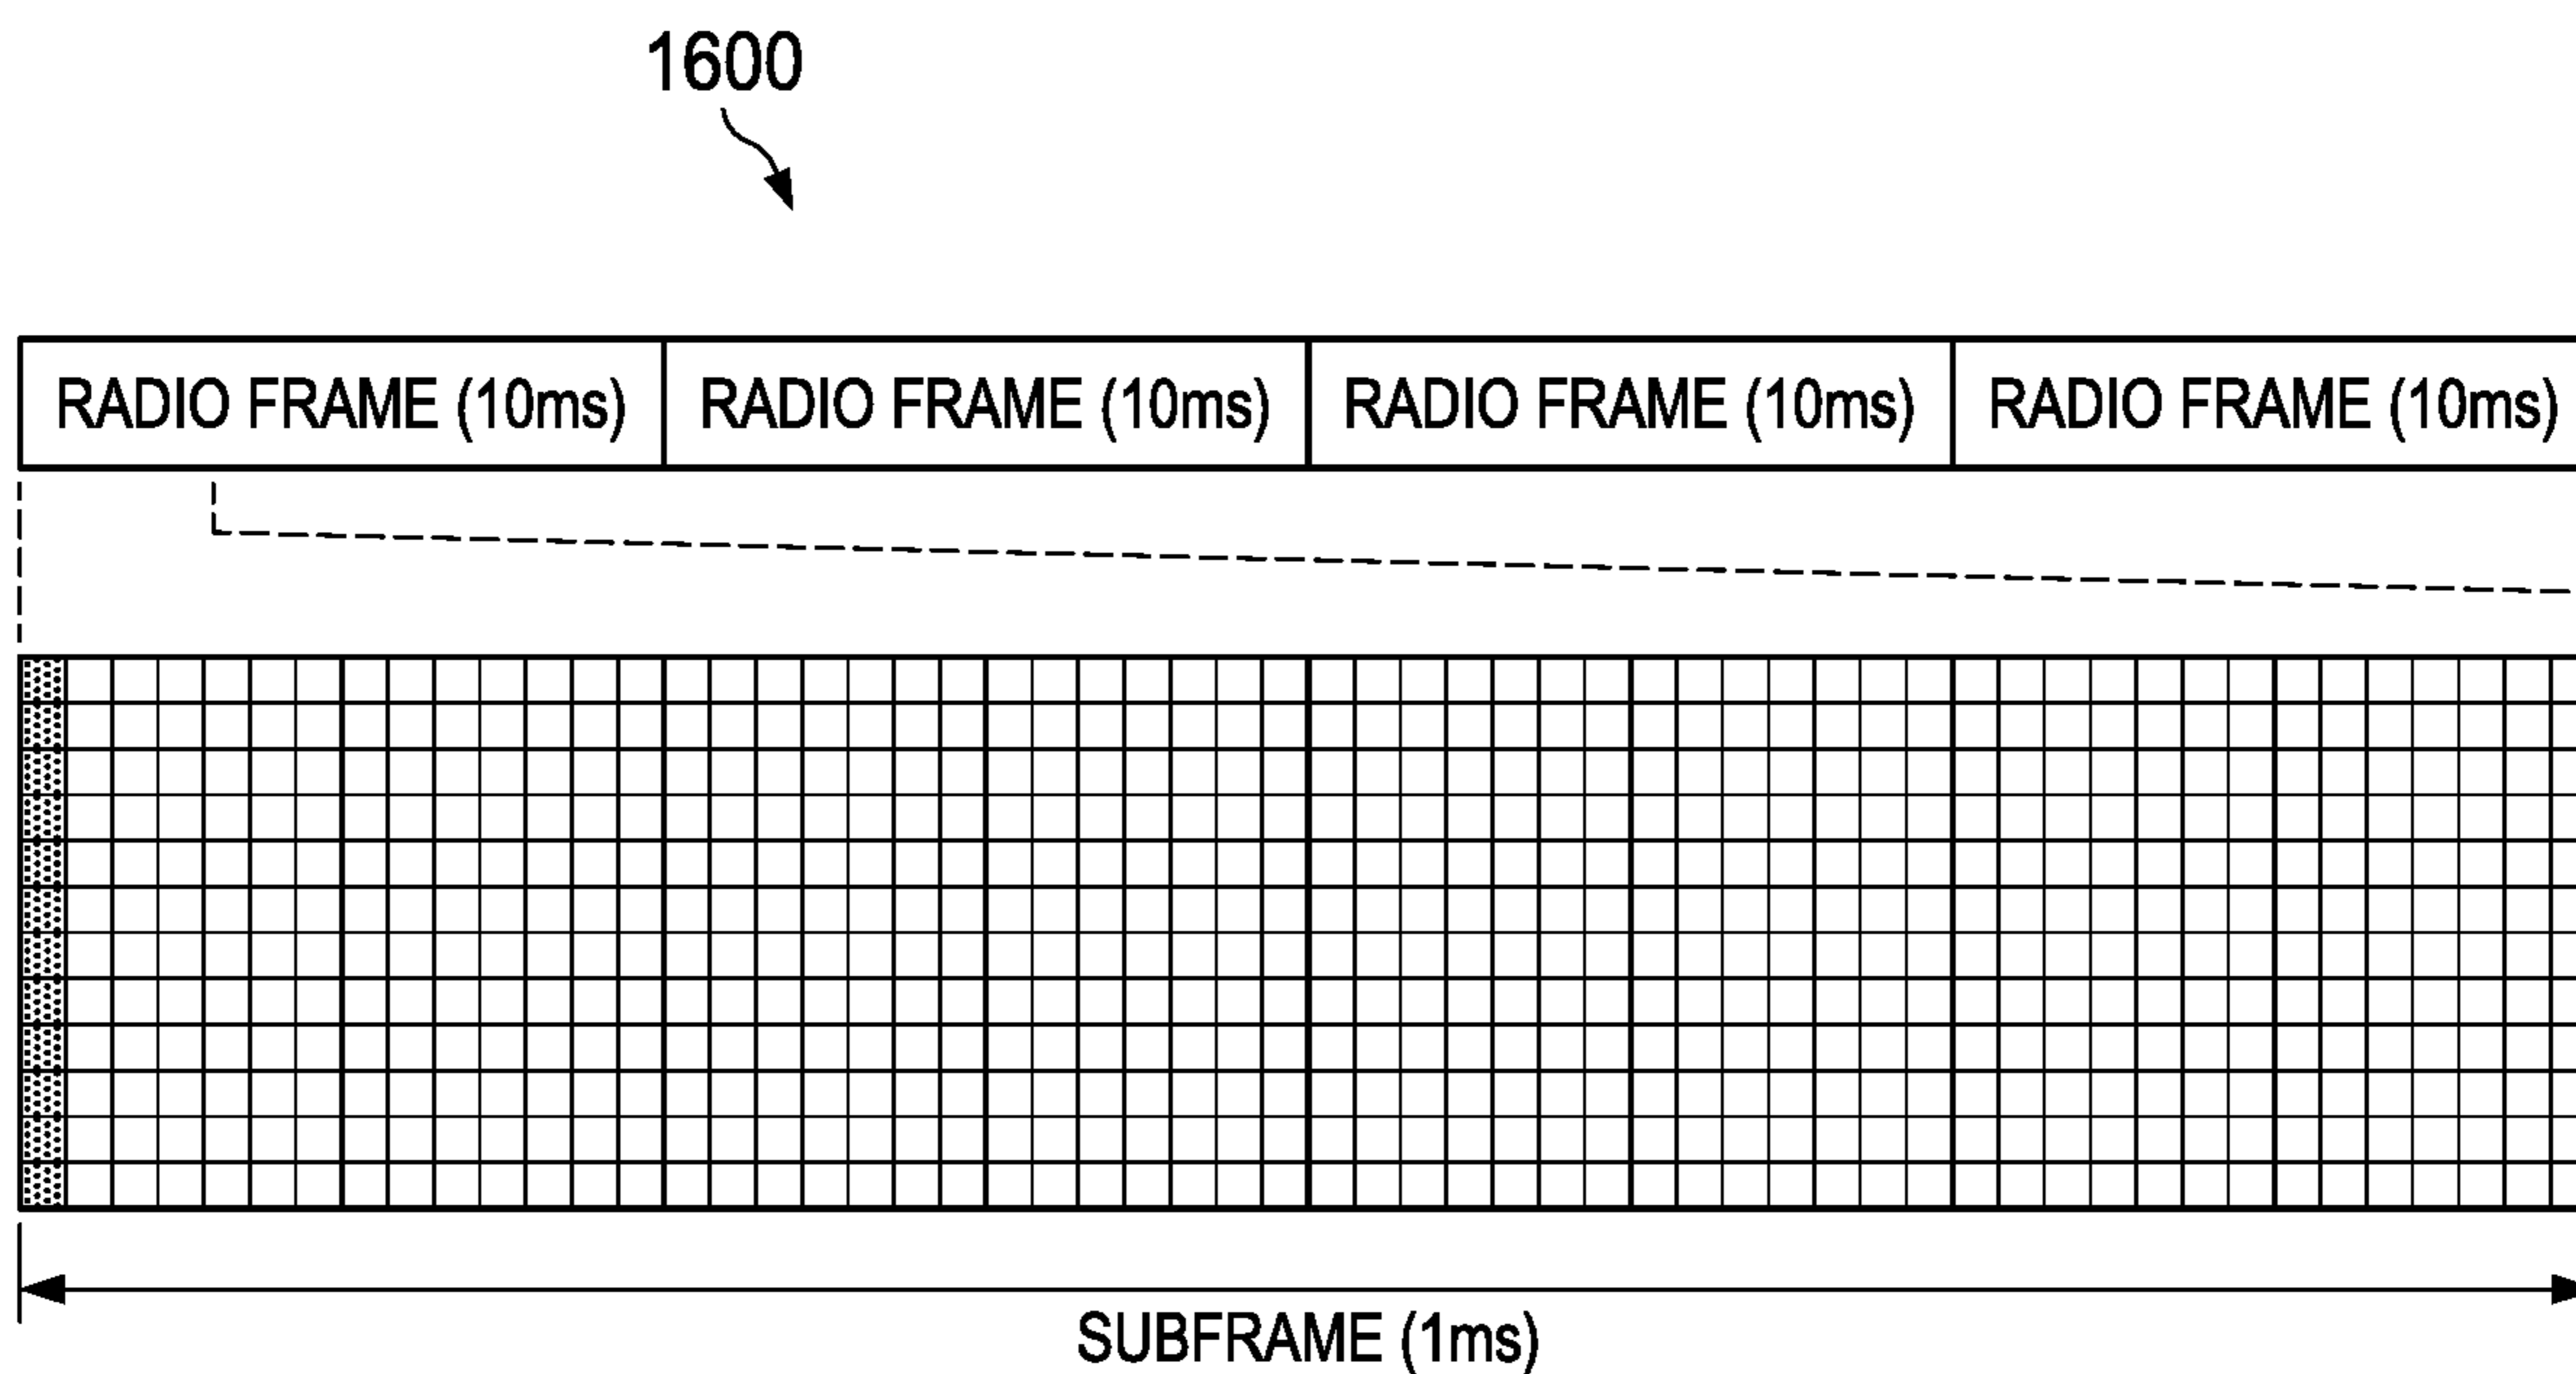 1600
RADIO FRAME (10ms) RADIO FRAME (10ms) RADIO FRAME (10ms) RADIO FRAME (10ms)
SUBFRAME (1ms)